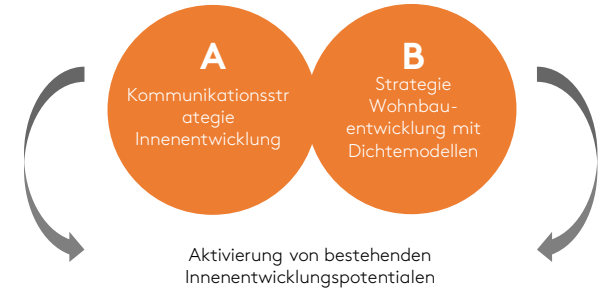 A
Kommunikationsstr
ategie
Innenentwicklung
B
Strategie
Wohnbau-
entwicklung mit
Dichtemodellen
Aktivierung von bestehenden
Innenentwicklungspotentialen